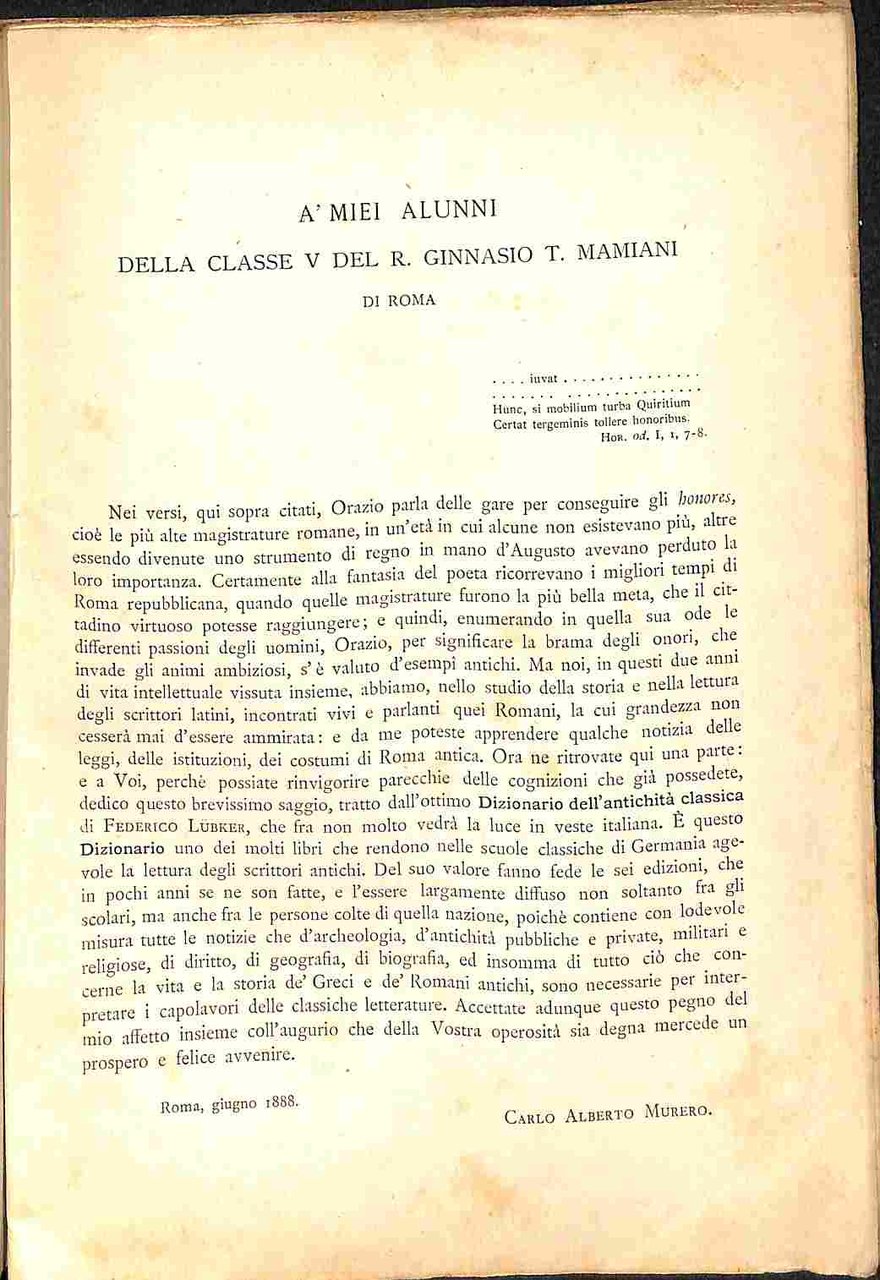 A' MIEI ALUNNI
DELLA CLASSE V DEL R. GINNASIO T. MAMIANI
DI ROMA
. . . . iuvat . . . . . . . . . . . . . . .
. . . . . . . . . . . . . . . . . . . . . . .
Hunc, si mobilium turba Quiritium
Certat tergeminis tollere honoribus.
HOR. od. I, 1, 7-8.
Nei versi, qui sopra citati, Orazio parla delle gare per conseguire gli honores,
cioè le più alte magistrature romane, in un'età in cui alcune non esistevano più, altre
essendo divenute uno strumento di regno in mano d'Augusto avevano perduto la
loro importanza. Certamente alla fantasia del poeta ricorrevano i migliori tempi di
Roma repubblicana, quando quelle magistrature furono la più bella meta, che il cit-
tadino virtuoso potesse raggiungere; e quindi, enumerando in quella sua ode le
differenti passioni degli uomini, Orazio, per significare la brama degli onori, che
invade gli animi ambiziosi, s'è valuto d'esempi antichi. Ma noi, in questi due anni
di vita intellettuale vissuta insieme, abbiamo, nello studio della storia e nella lettura
degli scrittori latini, incontrati vivi e parlanti quei Romani, la cui grandezza non
cesserà mai d'essere ammirata: e da me poteste apprendere qualche notizia delle
leggi, delle istituzioni, dei costumi di Roma antica. Ora ne ritrovate qui una parte:
e a Voi, perchè possiate rinvigorire parecchie delle cognizioni che già possedete,
dedico questo brevissimo saggio, tratto dall'ottimo Dizionario dell'antichità classica
di FEDERICO LÜBKER, che fra non molto vedrà la luce in veste italiana. È questo
Dizionario uno dei molti libri che rendono nelle scuole classiche di Germania age-
vole la lettura degli scrittori antichi. Del suo valore fanno fede le sei edizioni, che
in pochi anni se ne son fatte, e l'essere largamente diffuso non soltanto fra gli
scolari, ma anche fra le persone colte di quella nazione, poichè contiene con lodevole
misura tutte le notizie che d'archeologia, d'antichità pubbliche e private, militari e
religiose, di diritto, di geografia, di biografia, ed insomma di tutto ciò che con-
cerne la vita e la storia de' Greci e de' Romani antichi, sono necessarie per inter-
pretare i capolavori delle classiche letterature. Accettate adunque questo pegno del
mio affetto insieme coll'augurio che della Vostra operosità sia degna mercede un
prospero e felice avvenire.
Roma, giugno 1888.
CARLO ALBERTO MURERO.